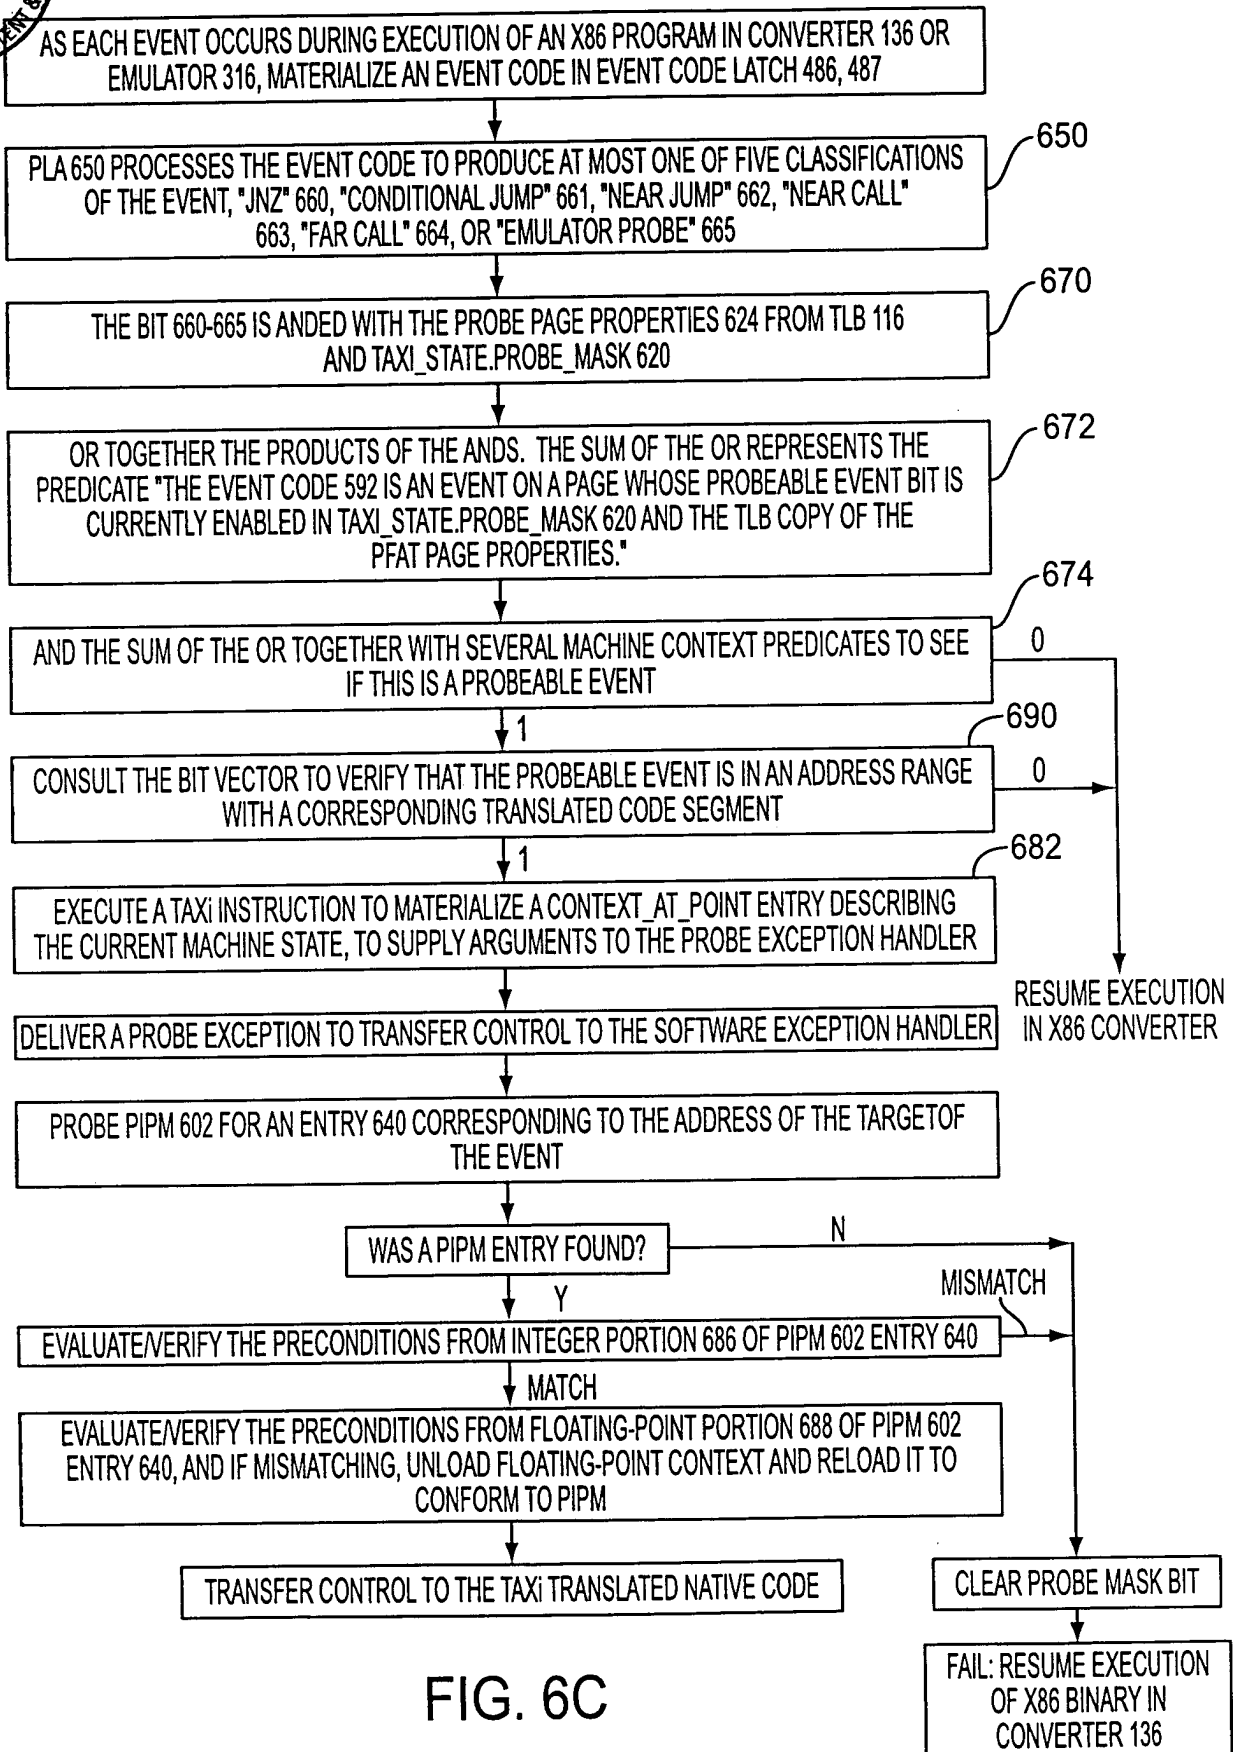 ENT &
AS EACH EVENT OCCURS DURING EXECUTION OF AN X86 PROGRAM IN CONVERTER 136 OR
EMULATOR 316, MATERIALIZE AN EVENT CODE IN EVENT CODE LATCH 486, 487
650
PLA 650 PROCESSES THE EVENT CODE TO PRODUCE AT MOST ONE OF FIVE CLASSIFICATIONS
OF THE EVENT, "JNZ" 660, "CONDITIONAL JUMP" 661, "NEAR JUMP" 662, "NEAR CALL"
663, "FAR CALL" 664, OR "EMULATOR PROBE" 665
670
THE BIT 660-665 IS ANDED WITH THE PROBE PAGE PROPERTIES 624 FROM TLB 116
AND TAXI_STATE.PROBE_MASK 620
672
OR TOGETHER THE PRODUCTS OF THE ANDS. THE SUM OF THE OR REPRESENTS THE
PREDICATE "THE EVENT CODE 592 IS AN EVENT ON A PAGE WHOSE PROBEABLE EVENT BIT IS
CURRENTLY ENABLED IN TAXI_STATE.PROBE_MASK 620 AND THE TLB COPY OF THE
PFAT PAGE PROPERTIES."
674
AND THE SUM OF THE OR TOGETHER WITH SEVERAL MACHINE CONTEXT PREDICATES TO SEE
IF THIS IS A PROBEABLE EVENT
0
1
690
CONSULT THE BIT VECTOR TO VERIFY THAT THE PROBEABLE EVENT IS IN AN ADDRESS RANGE
WITH A CORRESPONDING TRANSLATED CODE SEGMENT
0
1
682
EXECUTE A TAXi INSTRUCTION TO MATERIALIZE A CONTEXT_AT_POINT ENTRY DESCRIBING
THE CURRENT MACHINE STATE, TO SUPPLY ARGUMENTS TO THE PROBE EXCEPTION HANDLER
RESUME EXECUTION
IN X86 CONVERTER
DELIVER A PROBE EXCEPTION TO TRANSFER CONTROL TO THE SOFTWARE EXCEPTION HANDLER
PROBE PIPM 602 FOR AN ENTRY 640 CORRESPONDING TO THE ADDRESS OF THE TARGETOF
THE EVENT
WAS A PIPM ENTRY FOUND?
N
Y
MISMATCH
EVALUATE/VERIFY THE PRECONDITIONS FROM INTEGER PORTION 686 OF PIPM 602 ENTRY 640
MATCH
EVALUATE/VERIFY THE PRECONDITIONS FROM FLOATING-POINT PORTION 688 OF PIPM 602
ENTRY 640, AND IF MISMATCHING, UNLOAD FLOATING-POINT CONTEXT AND RELOAD IT TO
CONFORM TO PIPM
TRANSFER CONTROL TO THE TAXi TRANSLATED NATIVE CODE
CLEAR PROBE MASK BIT
FAIL: RESUME EXECUTION
OF X86 BINARY IN
CONVERTER 136
FIG. 6C